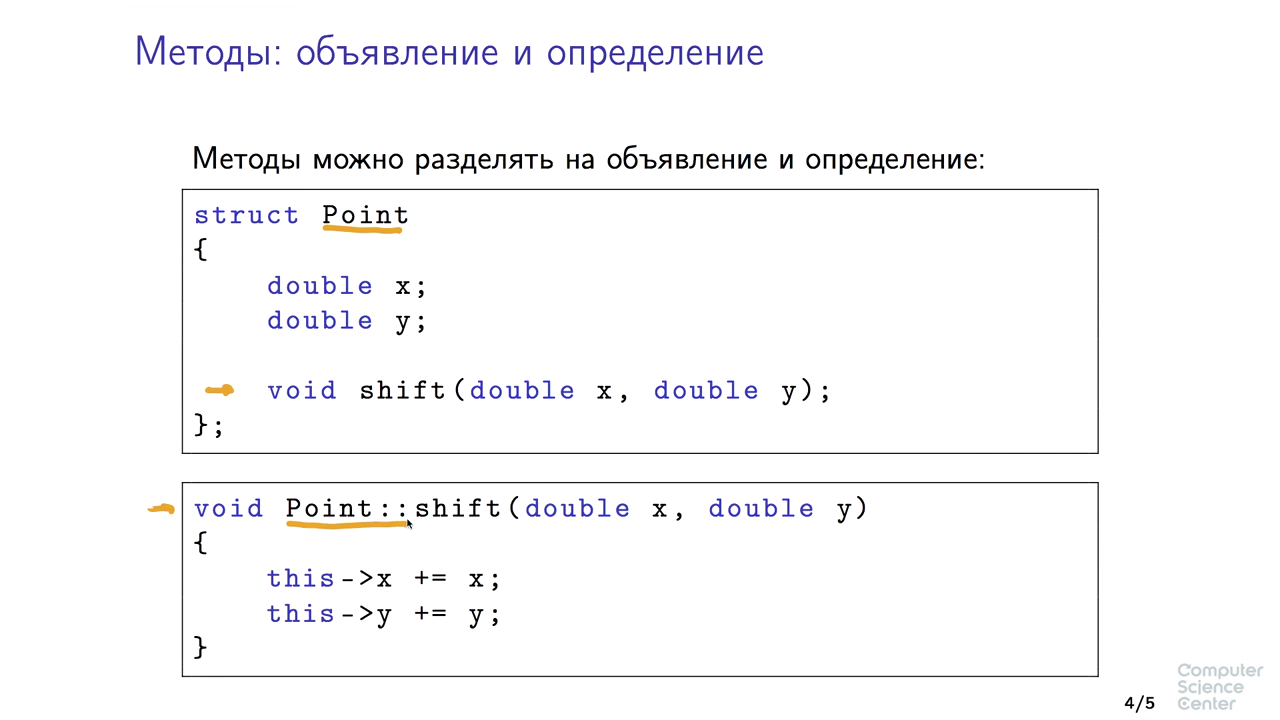 Методы: объявление и определение
Методы можно разделять на объявление и определение:
struct Point
{
    double x;
    double y;

    void shift(double x, double y);
};
void Point::shift(double x, double y)
{
    this->x += x;
    this->y += y;
}
4/5
Computer
Science
Center